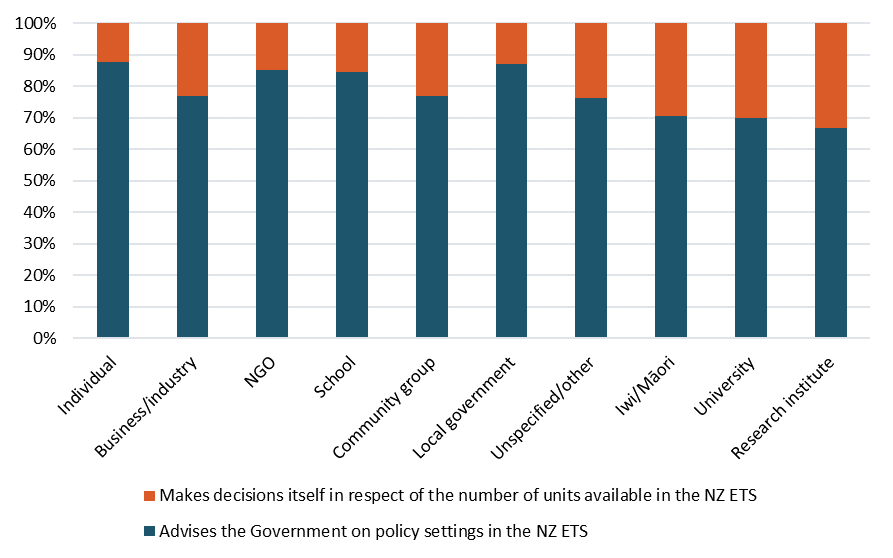 100%
90%
80%
70%
60%
50%
40%
30%
20%
10%
0%
Individual
Business/industry
NGO
School
Community group
Local government
Unspecified/other
Iwi/Māori
University
Research institute
Makes decisions itself in respect of the number of units available in the NZ ETS
Advises the Government on policy settings in the NZ ETS